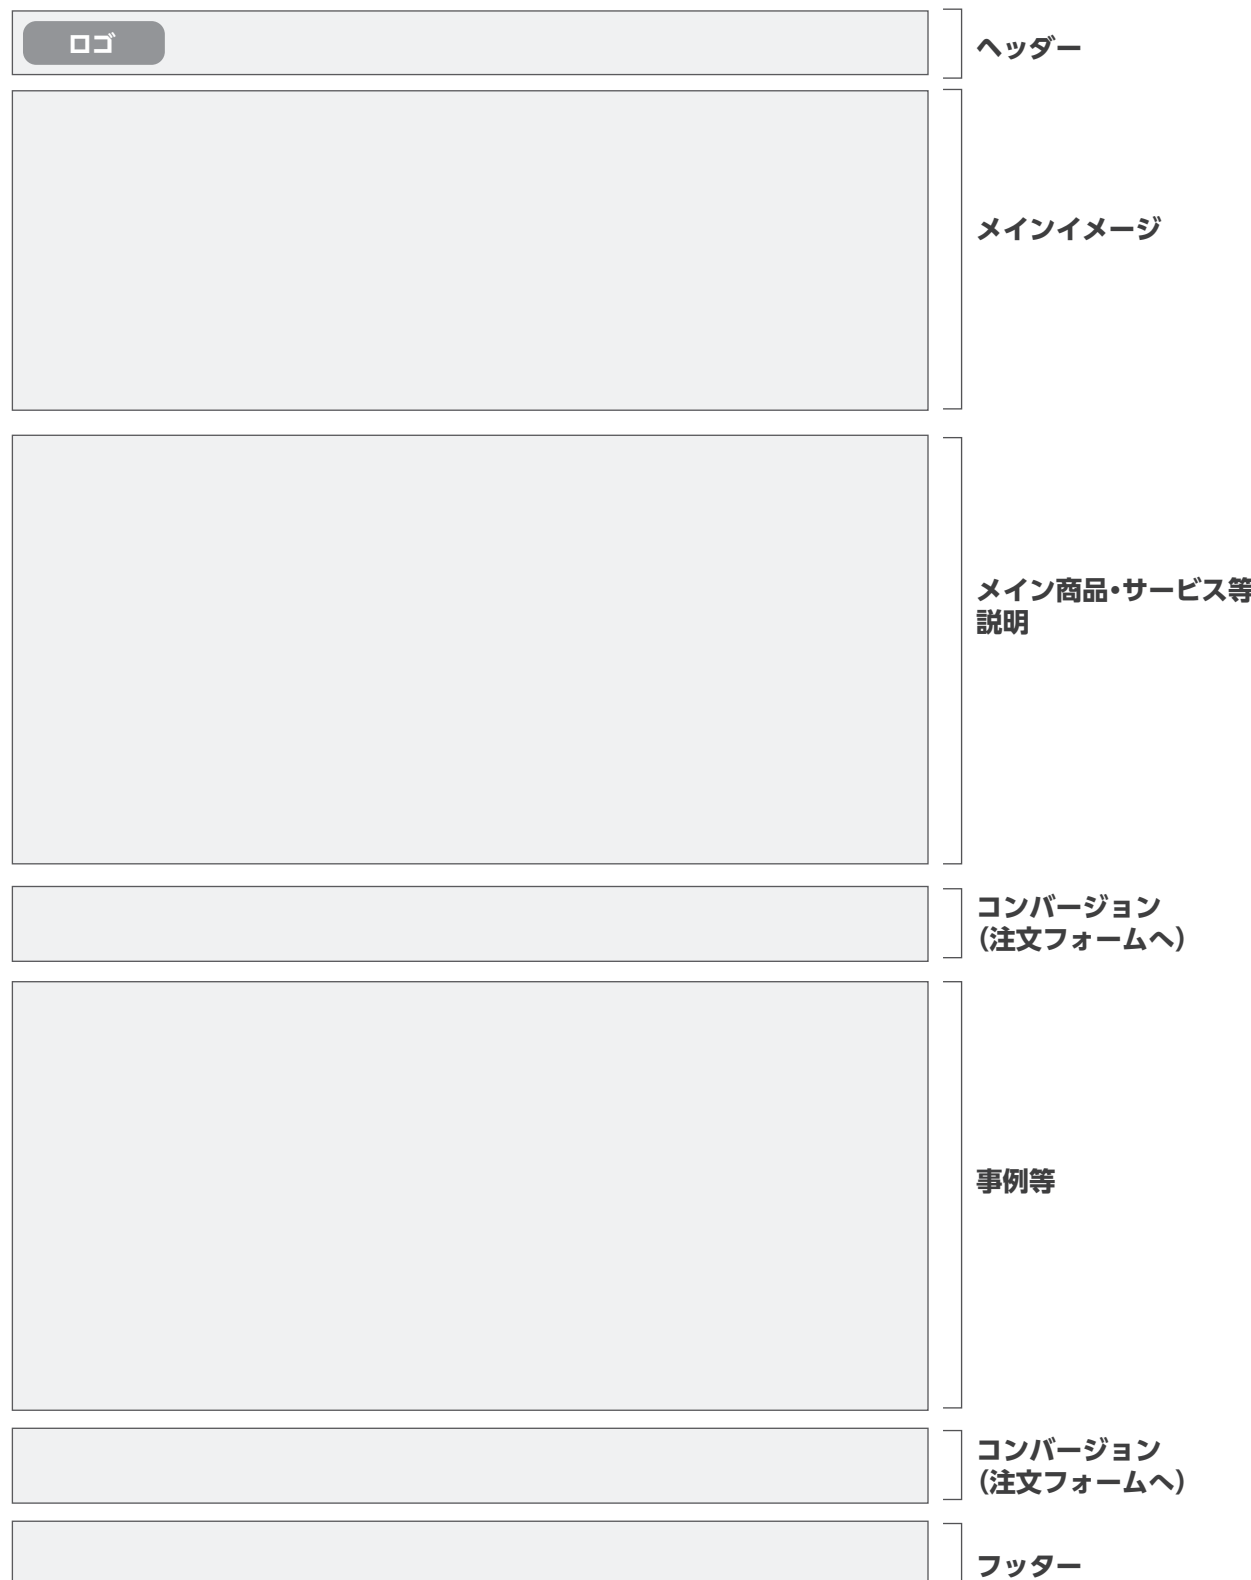 ロゴ
ヘッダー
メインイメージ
メイン商品・サービス等
説明
コンバージョン
（注文フォームへ）
事例等
コンバージョン
（注文フォームへ）
フッター